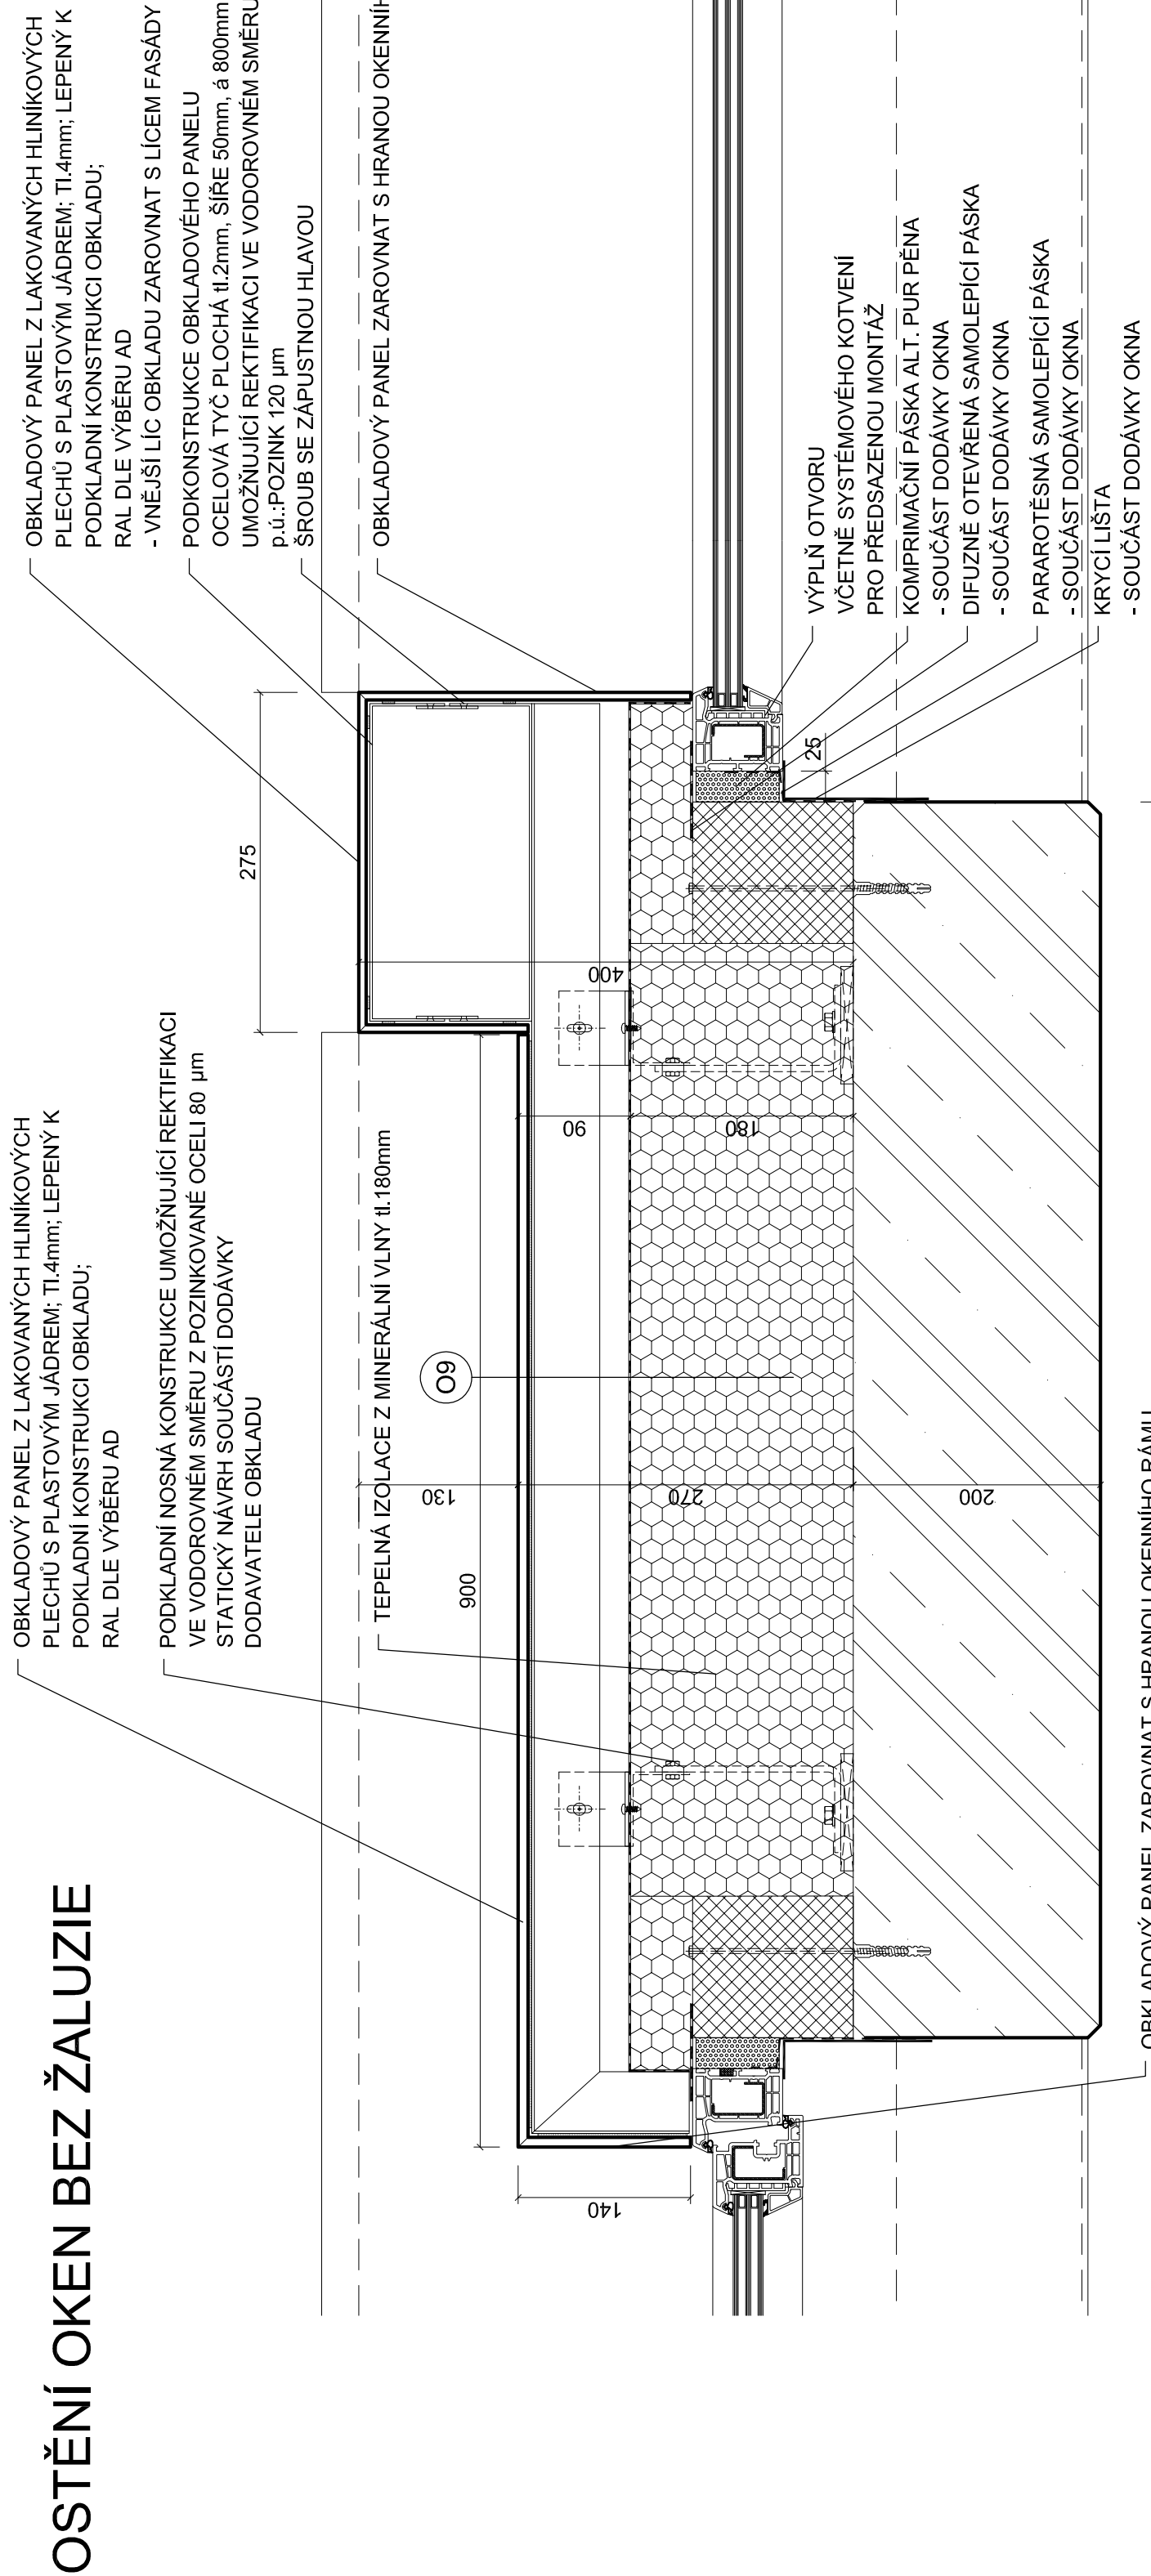 OSTĚNÍ OKEN BEZ ŽALUZIE
OBKLADOVÝ PANEL Z LAKOVANÝCH HLINÍKOVÝCH
PLECHŮ S PLASTOVÝM JÁDREM; Tl.4mm; LEPENÝ K
PODKLADNÍ KONSTRUKCI OBKLADU;
RAL DLE VÝBĚRU AD
PODKLADNÍ NOSNÁ KONSTRUKCE UMOŽŇUJÍCÍ REKTIFIKACI
VE VODOROVNÉM SMĚRU Z POZINKOVANÉ OCELI 80 µm
STATICKÝ NÁVRH SOUČÁSTÍ DODÁVKY
DODAVATELE OBKLADU
TEPELNÁ IZOLACE Z MINERÁLNÍ VLNY tl.180mm
OBKLADOVÝ PANEL Z LAKOVANÝCH HLINÍKOVÝCH
PLECHŮ S PLASTOVÝM JÁDREM; Tl.4mm; LEPENÝ K
PODKLADNÍ KONSTRUKCI OBKLADU;
RAL DLE VÝBĚRU AD
- VNĚJŠÍ LÍC OBKLADU ZAROVNAT S LÍCEM FASÁDY
PODKONSTRUKCE OBKLADOVÉHO PANELU
OCELOVÁ TYČ PLOCHÁ tl.2mm, ŠÍŘE 50mm, á 800mm
UMOŽŇUJÍCÍ REKTIFIKACI VE VODOROVNÉM SMĚRU
p.ú.:POZINK 120 µm
ŠROUB SE ZÁPUSTNOU HLAVOU
OBKLADOVÝ PANEL ZAROVNAT S HRANOU OKENNÍH
275
900
O9
140
130
270
200
90
180
400
25
VÝPLŇ OTVORU
VČETNĚ SYSTÉMOVÉHO KOTVENÍ
PRO PŘEDSAZENOU MONTÁŽ
KOMPRIMAČNÍ PÁSKA ALT. PUR PĚNA
- SOUČÁST DODÁVKY OKNA
DIFUZNĚ OTEVŘENÁ SAMOLEPÍCÍ PÁSKA
- SOUČÁST DODÁVKY OKNA
PAROTĚSNÁ SAMOLEPÍCÍ PÁSKA
- SOUČÁST DODÁVKY OKNA
KRYCÍ LIŠTA
- SOUČÁST DODÁVKY OKNA
OBKLADOVÝ PANEL ZAROVNAT S HRANOU OKENNÍHO RÁMU